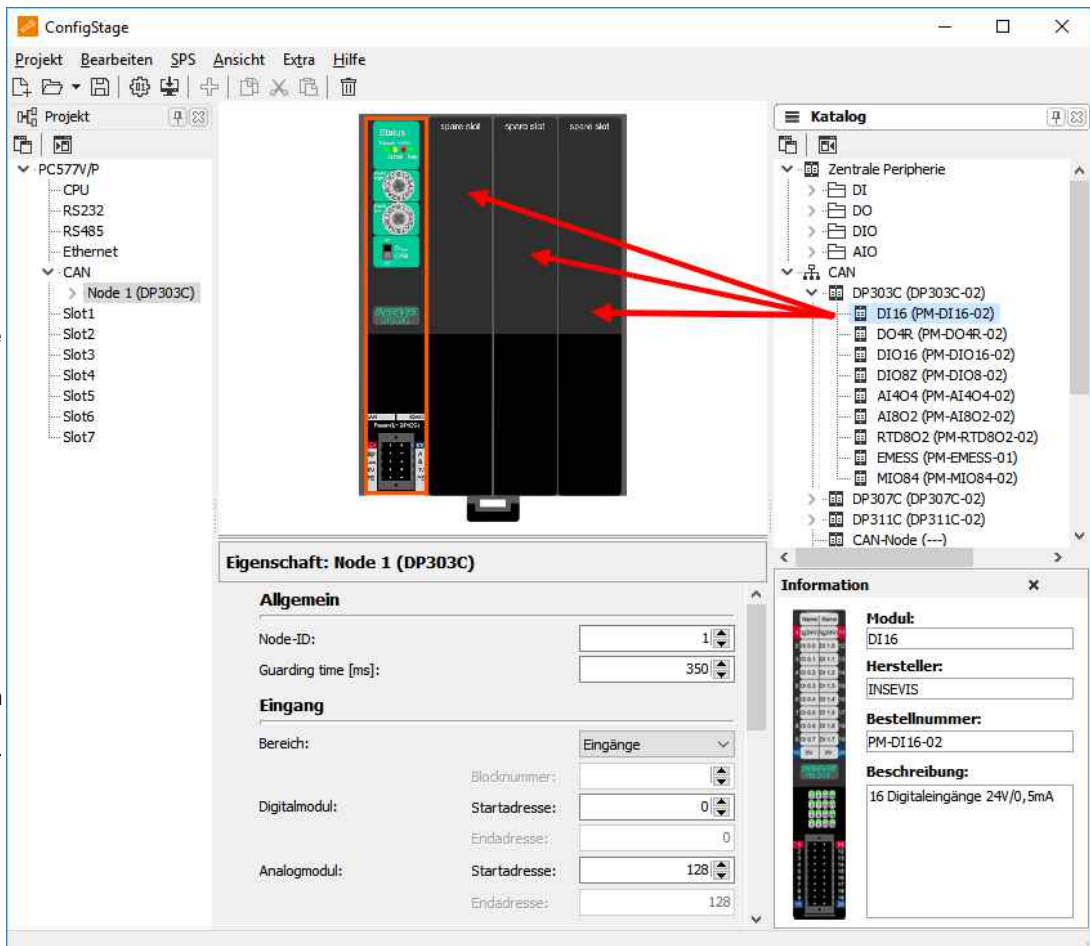 ConfigStage
Projekt Bearbeiten SPS Ansicht Extra Hilfe
Projekt
PC577V/P
CPU
RS232
RS485
Ethernet
CAN
Node 1 (DP303C)
Slot1
Slot2
Slot3
Slot4
Slot5
Slot6
Slot7
Status
spare slot spare slot spare slot
INSEVIS
Katalog
Zentrale Peripherie
DI
DO
DIO
AIO
CAN
DP303C (DP303C-02)
DI16 (PM-DI16-02)
DO4R (PM-DO4R-02)
DIO16 (PM-DIO16-02)
DIO8Z (PM-DIO8-02)
AI4O4 (PM-AI4O4-02)
AI8O2 (PM-AI8O2-02)
RTD8O2 (PM-RTD8O2-02)
EMESS (PM-EMESS-01)
MIO84 (PM-MIO84-02)
DP307C (DP307C-02)
DP311C (DP311C-02)
CAN-Node (---)
Eigenschaft: Node 1 (DP303C)
Allgemein
Node-ID: 1
Guarding time [ms]: 350
Eingang
Bereich: Eingänge
Blocknummer:
Digitalmodul: Startadresse: 0
Endadresse: 0
Analogmodul: Startadresse: 128
Endadresse: 128
Information
Modul:
DI16
Hersteller:
INSEVIS
Bestellnummer:
PM-DI16-02
Beschreibung:
16 Digitaleingänge 24V/0,5mA